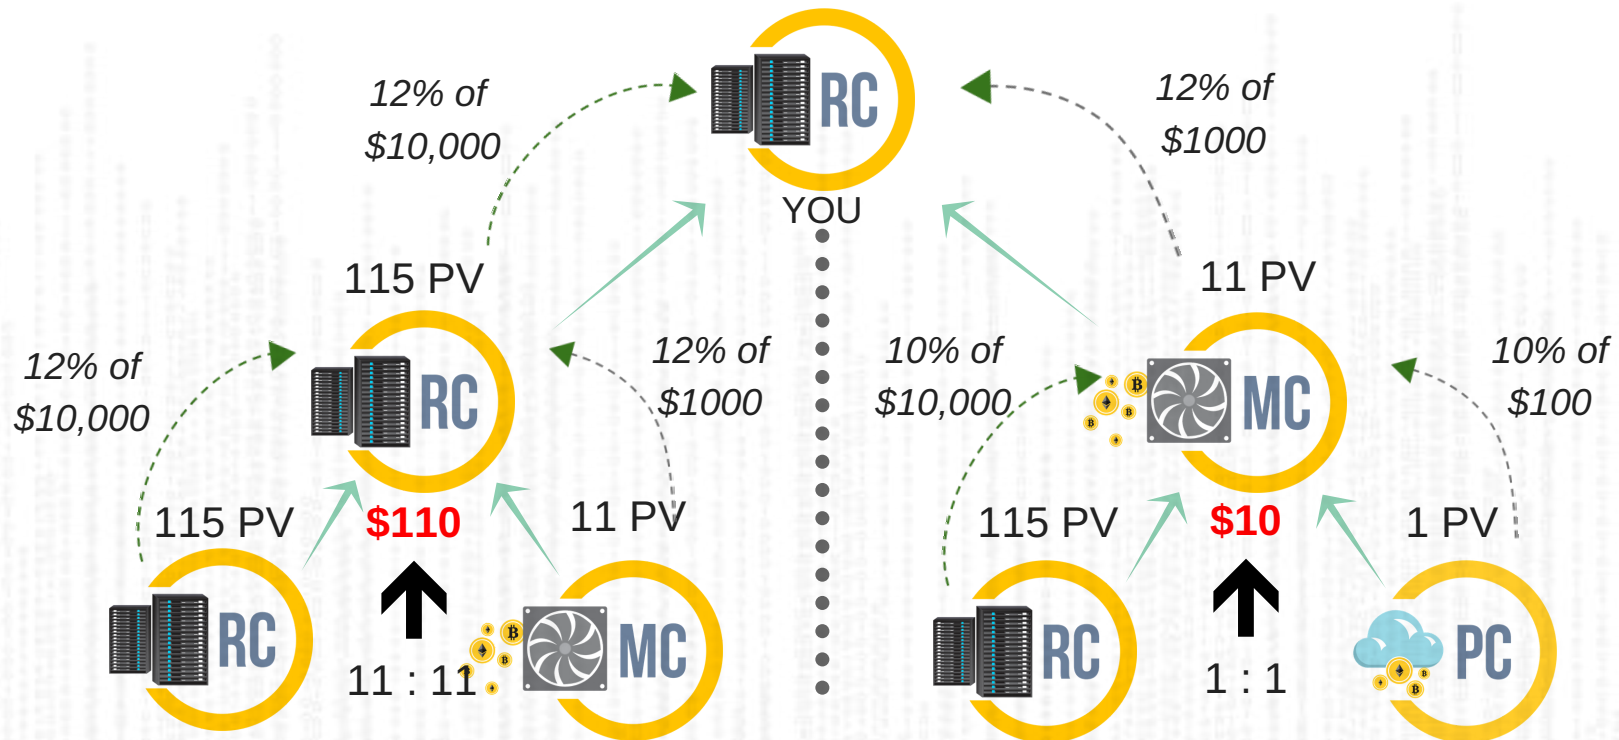 12% of
$10,000
RC
12% of
$1000
YOU
115 PV
11 PV
12% of
$10,000
RC
12% of
$1000
10% of
$10,000
MC
10% of
$100
115 PV
$110
11 PV
115 PV
$10
1 PV
RC
11 : 11
MC
RC
1 : 1
PC